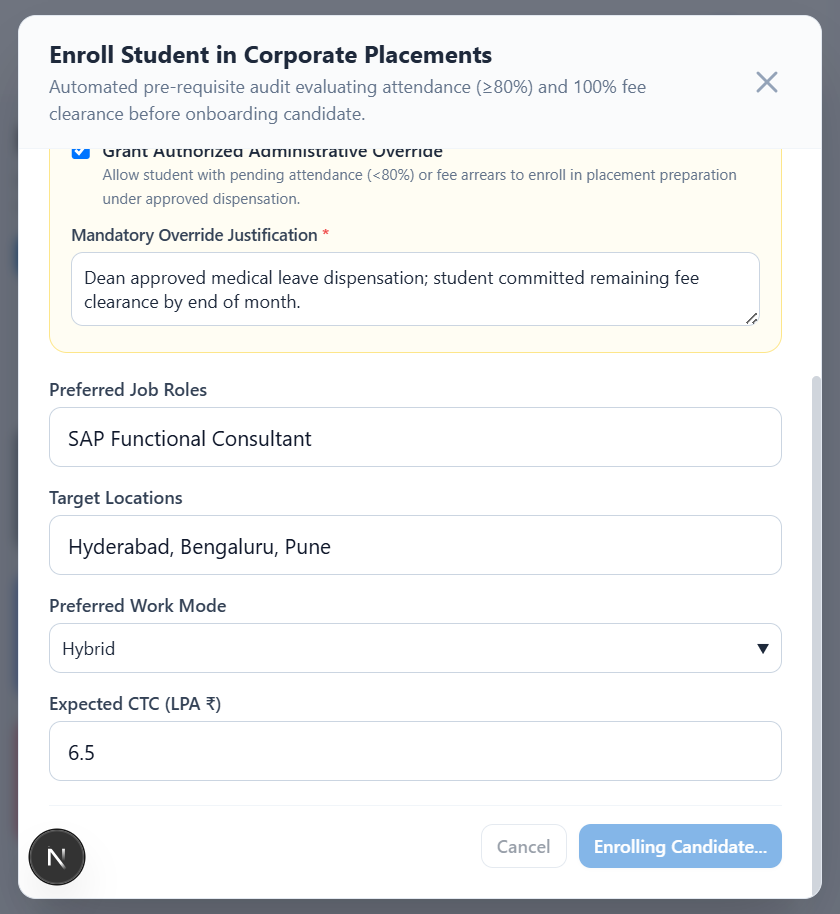 Enroll Student in Corporate Placements
Automated pre-requisite audit evaluating attendance (≥80%) and 100% fee
clearance before onboarding candidate.
Grant Authorized Administrative Override
Allow student with pending attendance (<80%) or fee arrears to enroll in placement preparation
under approved dispensation.
Mandatory Override Justification *
Dean approved medical leave dispensation; student committed remaining fee
clearance by end of month.
Preferred Job Roles
SAP Functional Consultant
Target Locations
Hyderabad, Bengaluru, Pune
Preferred Work Mode
Hybrid
Expected CTC (LPA ₹)
6.5
N
Cancel
Enrolling Candidate...